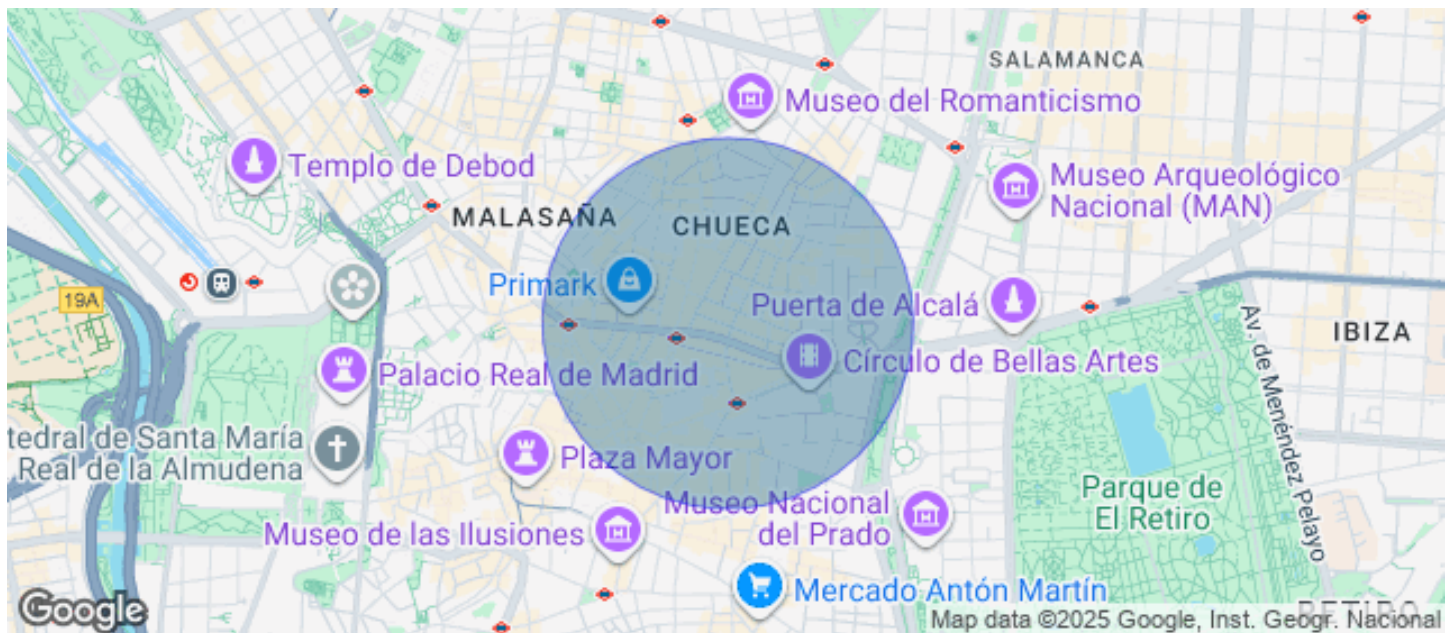 SALAMANCA
Museo del Romanticismo
Templo de Debod
Museo Arqueológico
Nacional (MAN)
MALASAÑA
CHUECA
Primark
19A
Puerta de Alcalá
Av. de Menéndez Pelayo
IBIZA
Círculo de Bellas Artes
Palacio Real de Madrid
tedral de Santa María
Real de la Almudena
Plaza Mayor
Parque de
El Retiro
Museo Nacional
del Prado
Museo de las Ilusiones
Mercado Antón Martín
RETIRO
Google
Map data ©2025 Google, Inst. Geogr. Nacional